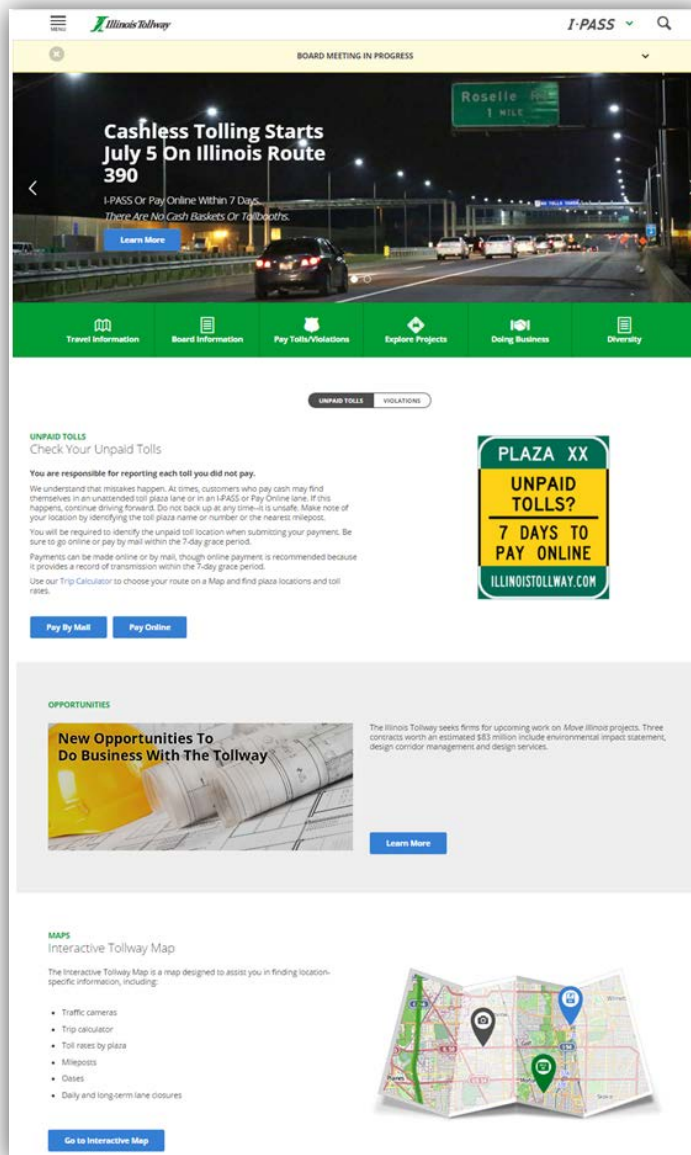 MENU
Illinois Tollway
I-PASS
BOARD MEETING IN PROGRESS
Roselle Rd
1 MILE
Cashless Tolling Starts
July 5 On Illinois Route
390
I-PASS Or Pay Online Within 7 Days.
There Are No Cash Baskets Or Tollbooths.
Learn More
Travel Information
Board Information
Pay Tolls/Violations
Explore Projects
Doing Business
Diversity
UNPAID TOLLS
VIOLATIONS
UNPAID TOLLS
Check Your Unpaid Tolls
You are responsible for reporting each toll you did not pay.
We understand that mistakes happen. At times, customers who pay cash may find
themselves in an unattended toll plaza lane or in an I-PASS or Pay Online lane. If this
happens, continue driving forward. Do not back up at any time--it is unsafe. Make note of
your location by identifying the toll plaza name or number or the nearest milepost.
You will be required to identify the unpaid toll location when submitting your payment. Be
sure to go online or pay by mail within the 7-day grace period.
Payments can be made online or by mail, though online payment is recommended because
it provides a record of transmission within the 7-day grace period.
Use our Trip Calculator to choose your route on a Map and find plaza locations and toll
rates.
Pay By Mail
Pay Online
PLAZA XX
UNPAID
TOLLS?
7 DAYS TO
PAY ONLINE
ILLINOISTOLLWAY.COM
OPPORTUNITIES
New Opportunities To
Do Business With The Tollway
The Illinois Tollway seeks firms for upcoming work on Move Illinois projects. Three
contracts worth an estimated $83 million include environmental impact statement,
design corridor management and design services.
Learn More
MAPS
Interactive Tollway Map
The Interactive Tollway Map is a map designed to assist you in finding location-
specific information, including:
• Traffic cameras
• Trip calculator
• Toll rates by plaza
• Mileposts
• Oases
• Daily and long-term lane closures
Go to Interactive Map
Golf
Skokie